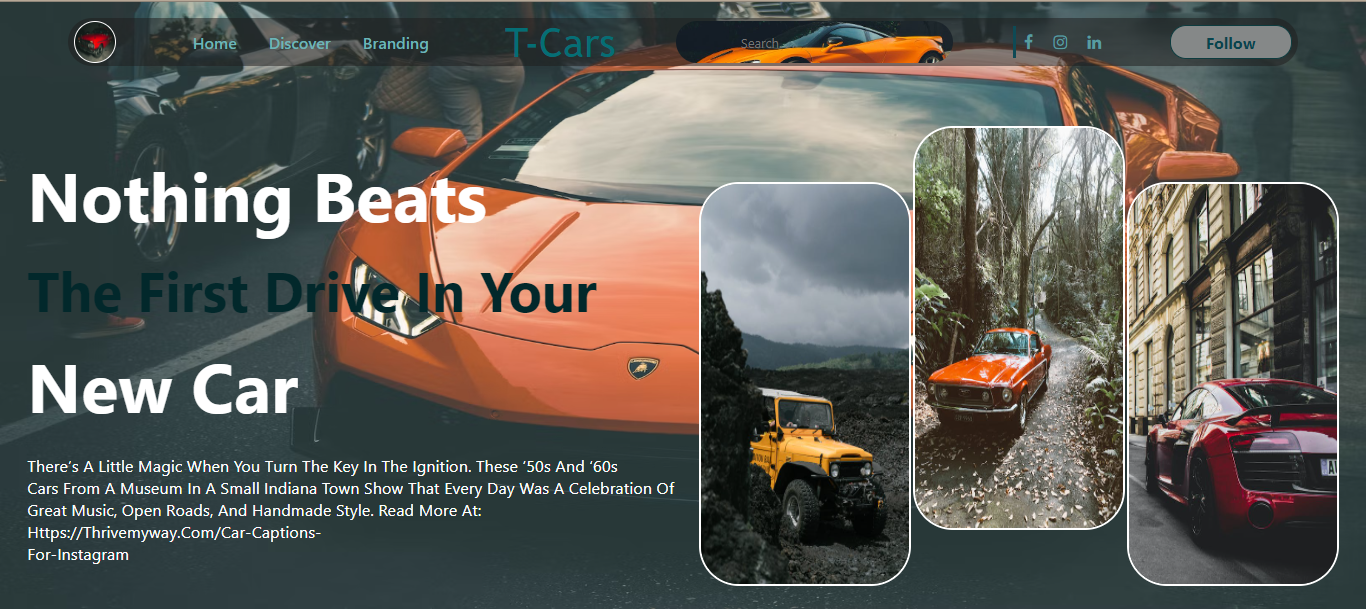 Home Discover Branding T-Cars Search... Follow
Nothing Beats
The First Drive In Your
New Car
There’s A Little Magic When You Turn The Key In The Ignition. These ‘50s And ‘60s
Cars From A Museum In A Small Indiana Town Show That Every Day Was A Celebration Of
Great Music, Open Roads, And Handmade Style. Read More At:
Https://Thrivemyway.Com/Car-Captions-
For-Instagram